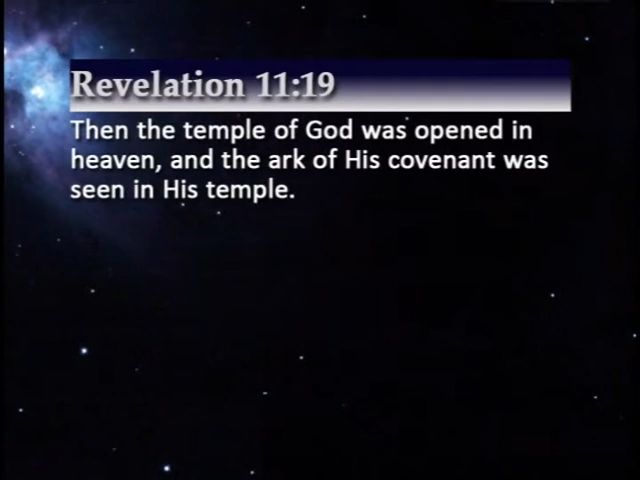 Revelation 11:19
Then the temple of God was opened in
heaven, and the ark of His covenant was
seen in His temple.